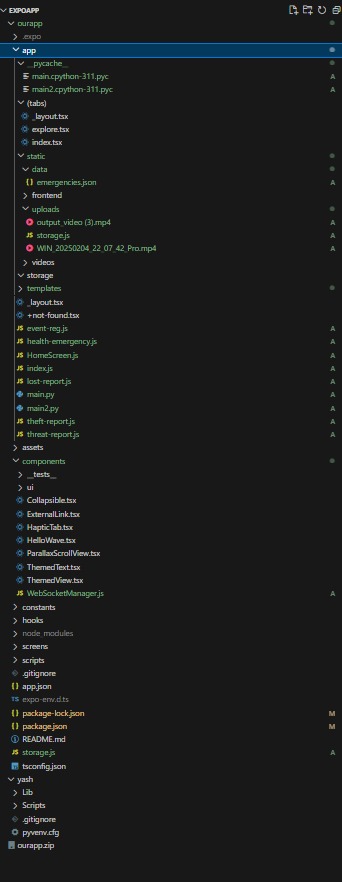 EXPOAPP
ourapp
.expo
app
__pycache__
main.cpython-311.pyc A
main2.cpython-311.pyc A
(tabs)
_layout.tsx
explore.tsx
index.tsx
static
data
emergencies.json A
frontend
uploads
output_video (3).mp4 A
storage.js A
WIN_20250204_22_07_42_Pro.mp4 A
videos
storage
templates
_layout.tsx
+not-found.tsx
event-reg.js A
health-emergency.js A
HomeScreen.js A
index.js A
lost-report.js A
main.py A
main2.py A
theft-report.js A
threat-report.js A
assets
components
__tests__
ui
Collapsible.tsx
ExternalLink.tsx
HapticTab.tsx
HelloWave.tsx
ParallaxScrollView.tsx
ThemedText.tsx
ThemedView.tsx
WebSocketManager.js A
constants
hooks
node_modules
screens
scripts
.gitignore
app.json
expo-env.d.ts
package-lock.json M
package.json M
README.md
storage.js A
tsconfig.json
yash
Lib
Scripts
.gitignore
pyvenv.cfg
ourapp.zip